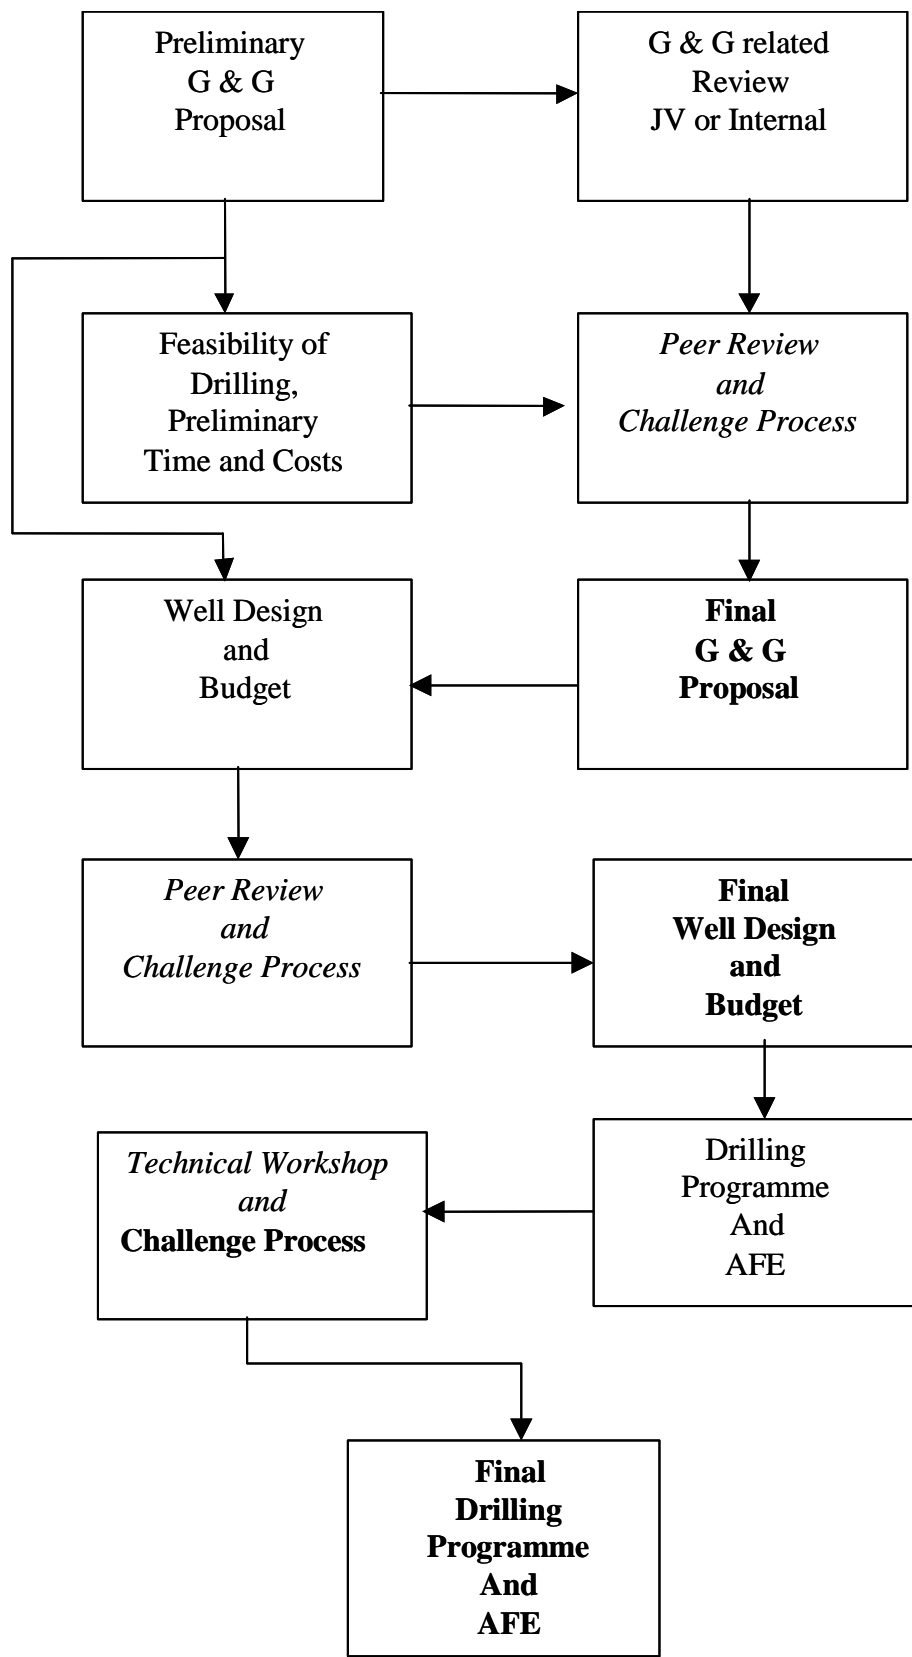 Preliminary
G & G
Proposal
G & G related
Review
JV or Internal
Feasibility of
Drilling,
Preliminary
Time and Costs
Peer Review
and
Challenge Process
Well Design
and
Budget
Final
G & G
Proposal
Peer Review
and
Challenge Process
Final
Well Design
and
Budget
Technical Workshop
and
Challenge Process
Drilling
Programme
And
AFE
Final
Drilling
Programme
And
AFE